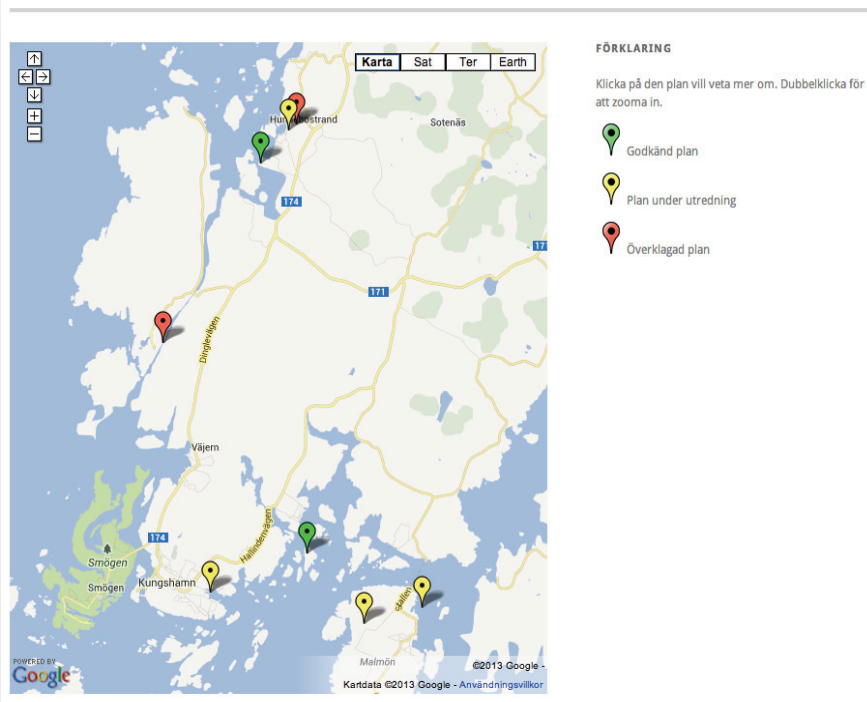 Karta Sat Ter Earth
Hunnebostrand
Sotenäs
174
17
171
Dinglevägen
Väjern
Hallindenvägen
174
Smögen
Smögen
Kungshamn
Malmön
POWERED BY
Google
©2013 Google -
Kartdata ©2013 Google - Användningsvillkor
FÖRKLARING
Klicka på den plan vill veta mer om. Dubbelklicka för
att zooma in.
Godkänd plan
Plan under utredning
Överklagad plan